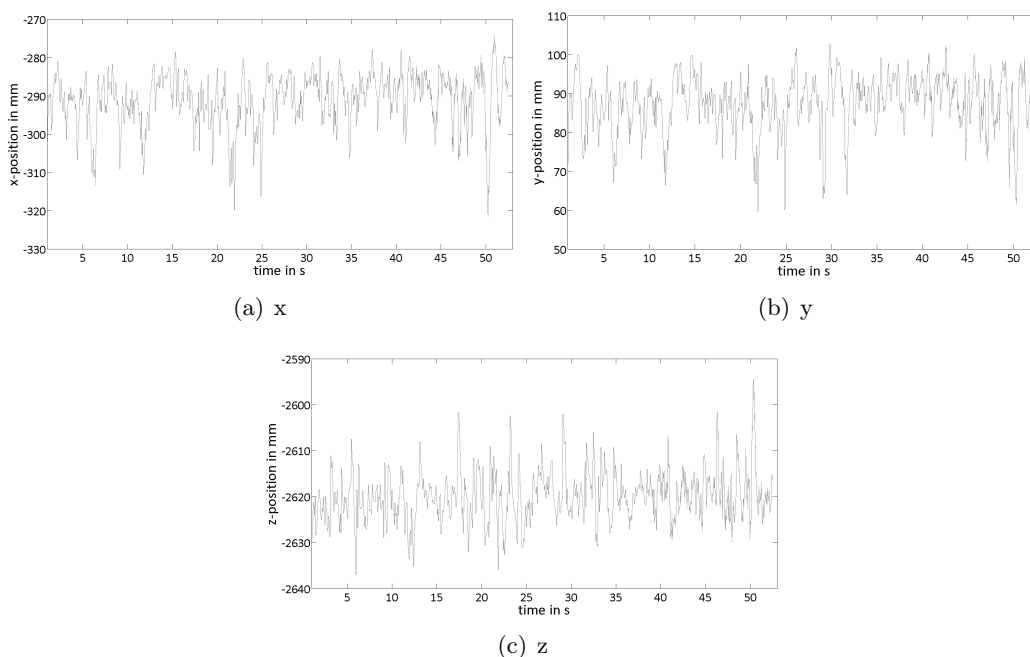 -270
-280
-290
-300
-310
-320
-330
x-position in mm
5 10 15 20 25 30 35 40 45 50
time in s
(a) x
110
100
90
80
70
60
50
y-position in mm
5 10 15 20 25 30 35 40 45 50
time in s
(b) y
-2590
-2600
-2610
-2620
-2630
-2640
z-position in mm
5 10 15 20 25 30 35 40 45 50
time in s
(c) z